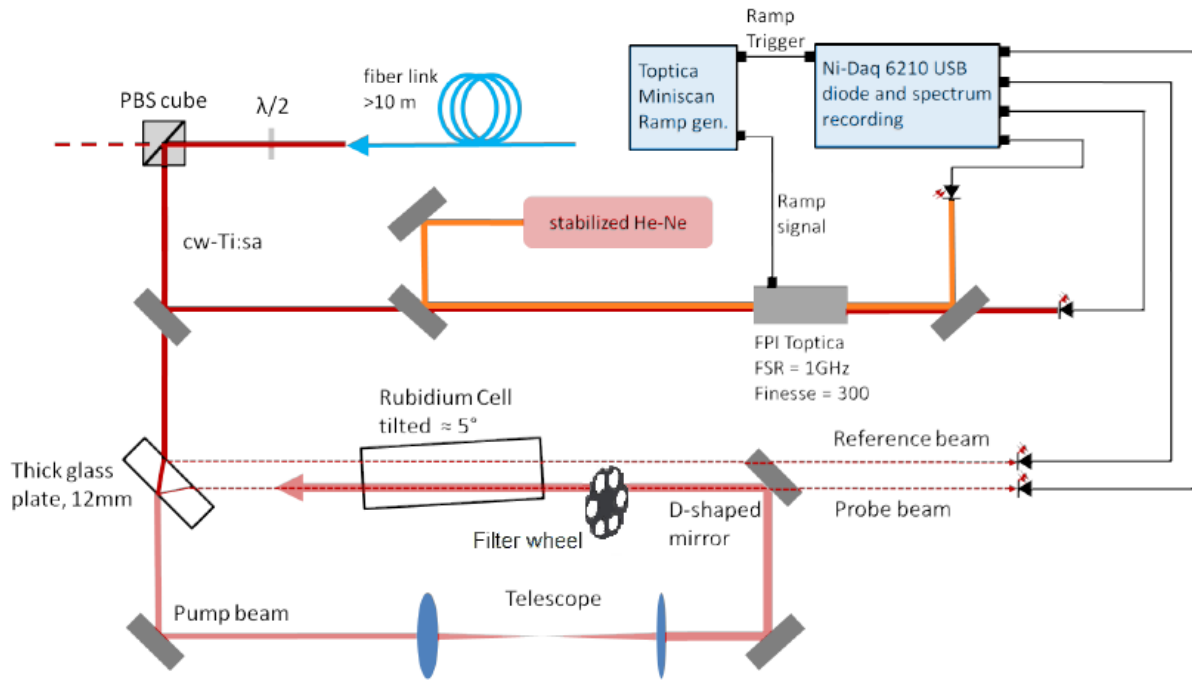 Ramp
Trigger
fiber link
>10 m
Toptica
Miniscan
Ramp gen.
Ni-Daq 6210 USB
diode and spectrum
recording
PBS cube
λ/2
Ramp
signal
stabilized He-Ne
cw-Ti:sa
FPI Toptica
FSR = 1GHz
Finesse = 300
Rubidium Cell
tilted ≈ 5°
Reference beam
Thick glass
plate, 12mm
Probe beam
D-shaped
mirror
Filter wheel
Telescope
Pump beam